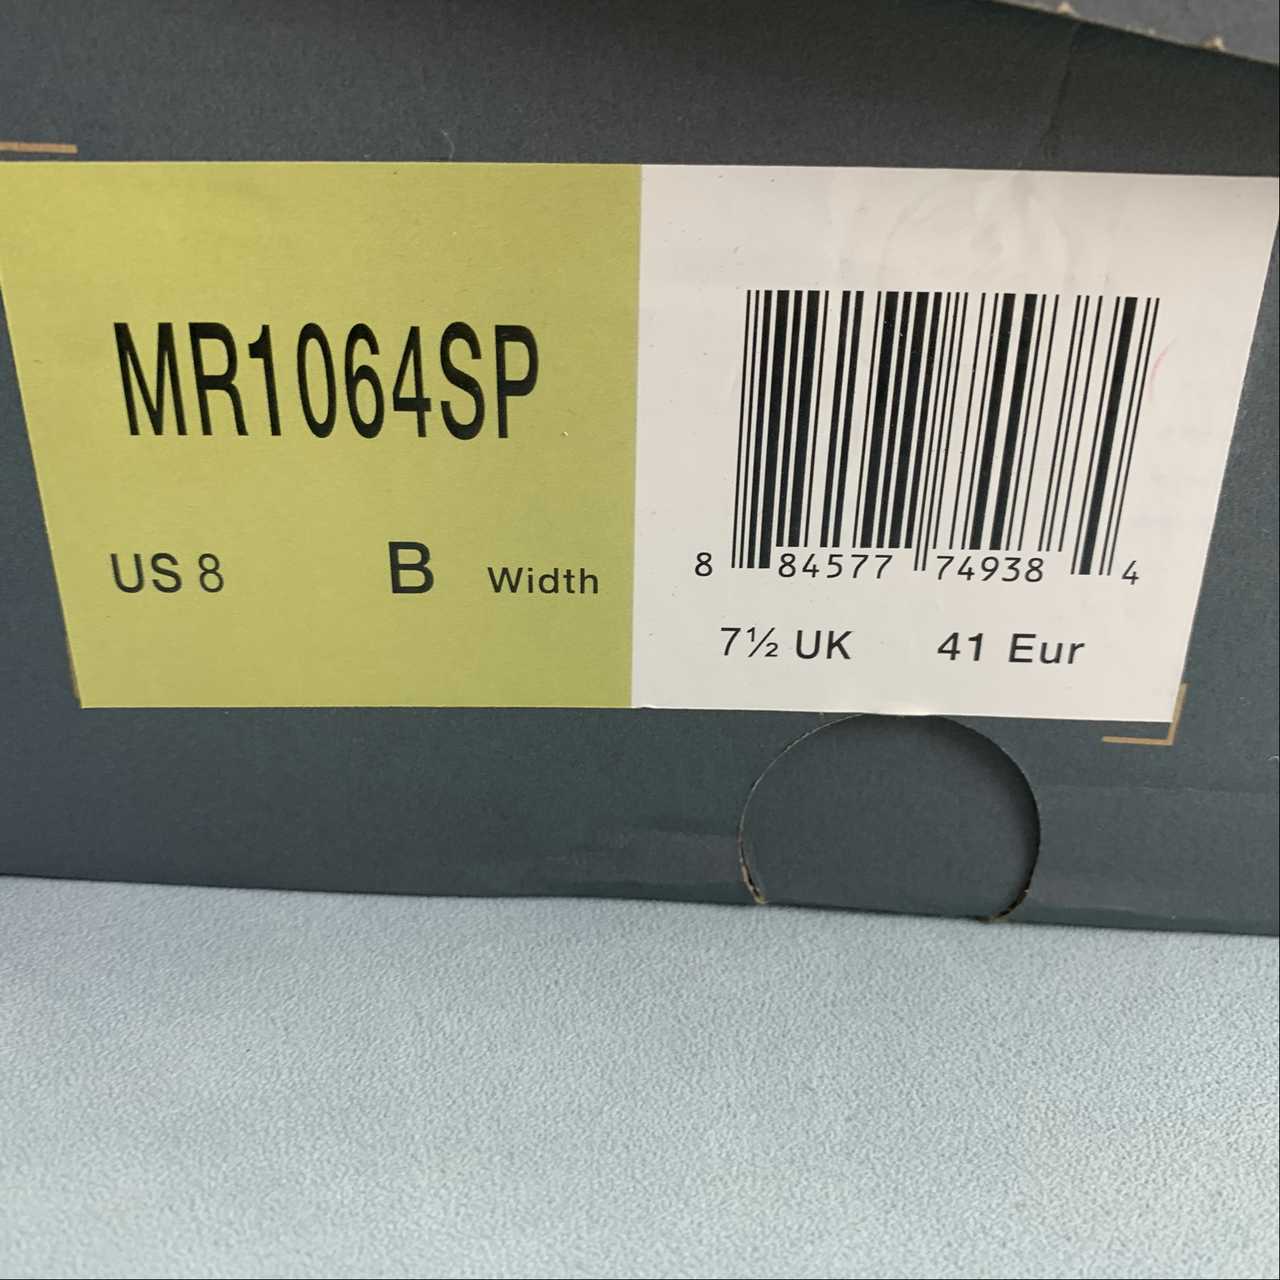 MR1064SP
US 8 B Width
8 84577 74938 4
7½ UK 41 Eur